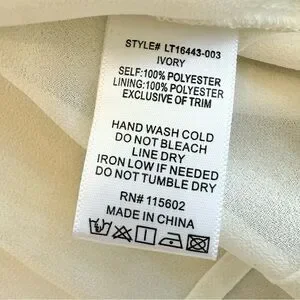 STYLE# LT16443-003
IVORY
SELF:100% POLYESTER
LINING:100% POLYESTER
EXCLUSIVE OF TRIM
HAND WASH COLD
DO NOT BLEACH
LINE DRY
IRON LOW IF NEEDED
DO NOT TUMBLE DRY
RN# 115602
MADE IN CHINA